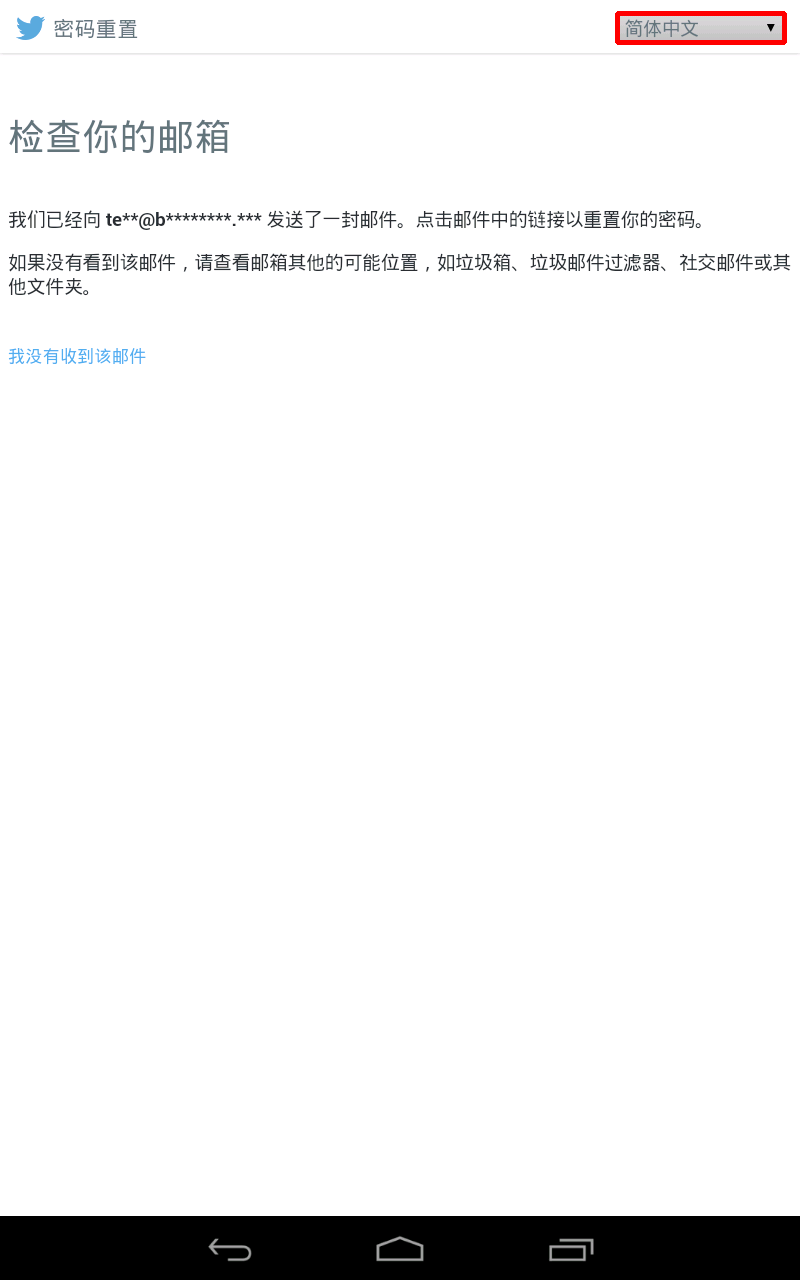 密码重置
简体中文
检查你的邮箱
我们已经向 te**@b********.*** 发送了一封邮件。点击邮件中的链接以重置你的密码。
如果没有看到该邮件，请查看邮箱其他的可能位置，如垃圾箱、垃圾邮件过滤器、社交邮件或其
他文件夹。
我没有收到该邮件